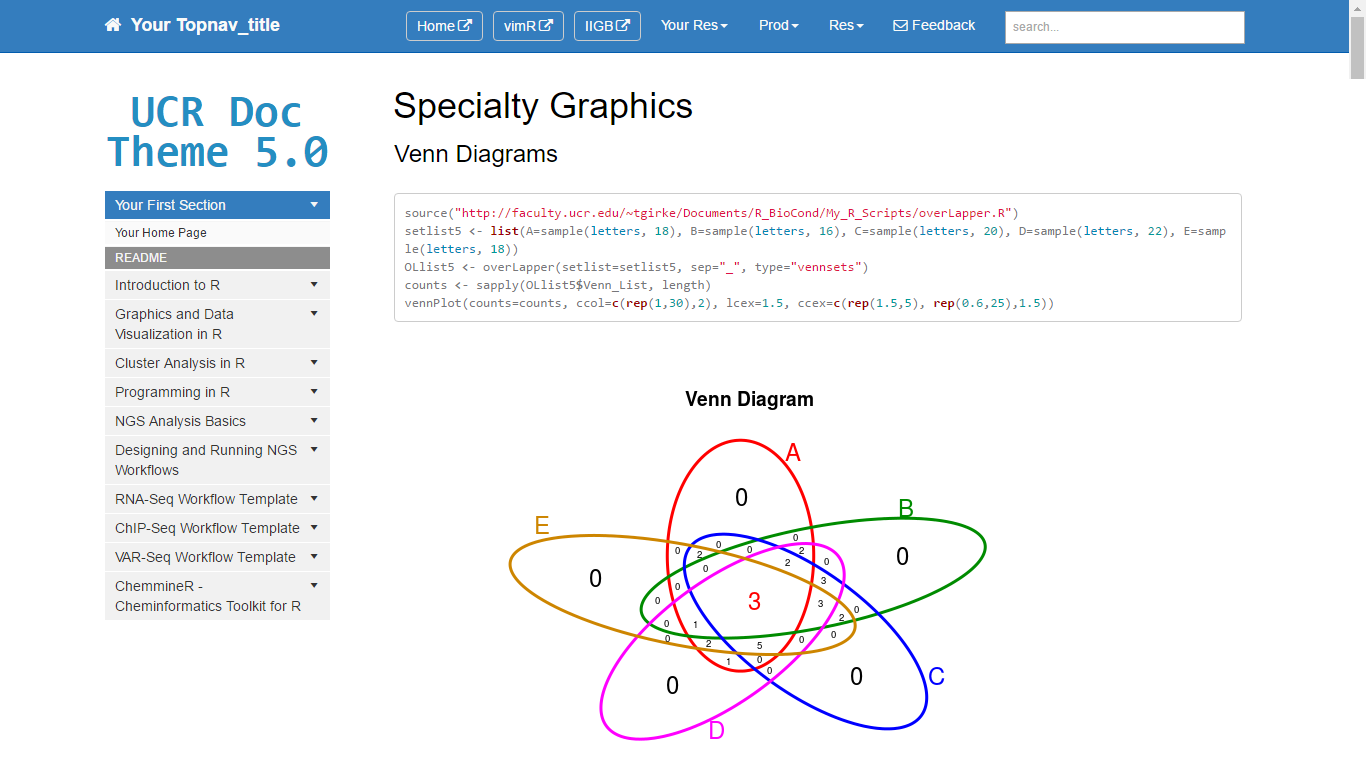 Your Topnav_title
Home
vimR
IIGB
Your Res
Prod
Res
Feedback
search...
UCR Doc
Theme 5.0
Your First Section
Your Home Page
README
Introduction to R
Graphics and Data
Visualization in R
Cluster Analysis in R
Programming in R
NGS Analysis Basics
Designing and Running NGS
Workflows
RNA-Seq Workflow Template
ChIP-Seq Workflow Template
VAR-Seq Workflow Template
ChemmineR -
Cheminformatics Toolkit for R
Specialty Graphics
Venn Diagrams
source("http://faculty.ucr.edu/~tgirke/Documents/R_BioCond/My_R_Scripts/overLapper.R")
setlist5 <- list(A=sample(letters, 18), B=sample(letters, 16), C=sample(letters, 20), D=sample(letters, 22), E=samp
le(letters, 18))
OLlist5 <- overLapper(setlist=setlist5, sep="_", type="vennsets")
counts <- sapply(OLlist5$Venn_List, length)
vennPlot(counts=counts, ccol=c(rep(1,30),2), lcex=1.5, ccex=c(rep(1.5,5), rep(0.6,25),1.5))
Venn Diagram
A
0
B
E
0
0 2 0 0 0 2 2 0
0
0
0 3
0 3 3
0 1 2 0
0 2 5 0 0
1 0 0
0
0
C
D